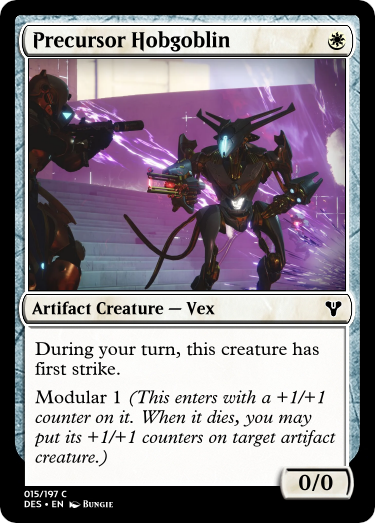 Precursor Hobgoblin
Artifact Creature — Vex
During your turn, this creature has
first strike.
Modular 1 (This enters with a +1/+1
counter on it. When it dies, you may
put its +1/+1 counters on target artifact
creature.)
0/0
015/197 C
DES • EN Bungie